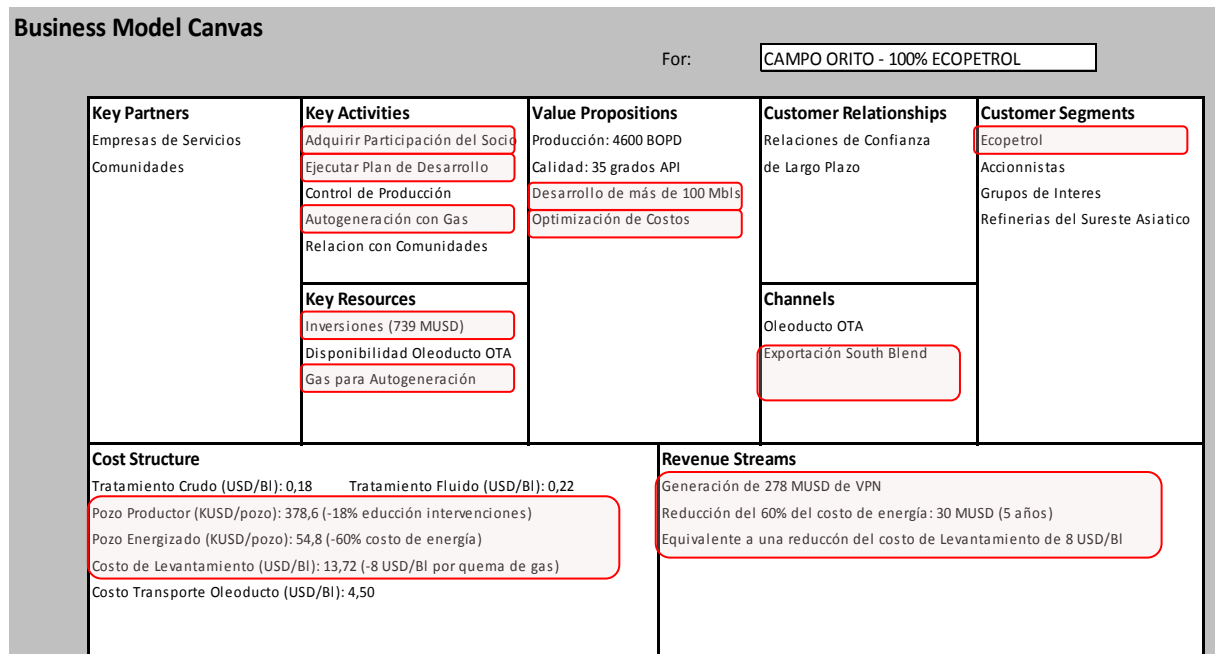 Business Model Canvas
For: CAMPO ORITO - 100% ECOPETROL
Key Partners
Empresas de Servicios
Comunidades
Key Activities
Adquirir Participación del Socio
Ejecutar Plan de Desarrollo
Control de Producción
Autogeneración con Gas
Relacion con Comunidades
Key Resources
Inversiones (739 MUSD)
Disponibilidad Oleoducto OTA
Gas para Autogeneración
Value Propositions
Producción: 4600 BOPD
Calidad: 35 grados API
Desarrollo de más de 100 Mbls
Optimización de Costos
Customer Relationships
Relaciones de Confianza
de Largo Plazo
Channels
Oleoducto OTA
Exportación South Blend
Customer Segments
Ecopetrol
Accionnistas
Grupos de Interes
Refinerias del Sureste Asiatico
Cost Structure
Tratamiento Crudo (USD/Bl): 0,18 Tratamiento Fluido (USD/Bl): 0,22
Pozo Productor (KUSD/pozo): 378,6 (-18% educción intervenciones)
Pozo Energizado (KUSD/pozo): 54,8 (-60% costo de energía)
Costo de Levantamiento (USD/Bl): 13,72 (-8 USD/Bl por quema de gas)
Costo Transporte Oleoducto (USD/Bl): 4,50
Revenue Streams
Generación de 278 MUSD de VPN
Reducción del 60% del costo de energía: 30 MUSD (5 años)
Equivalente a una reduccón del costo de Levantamiento de 8 USD/Bl